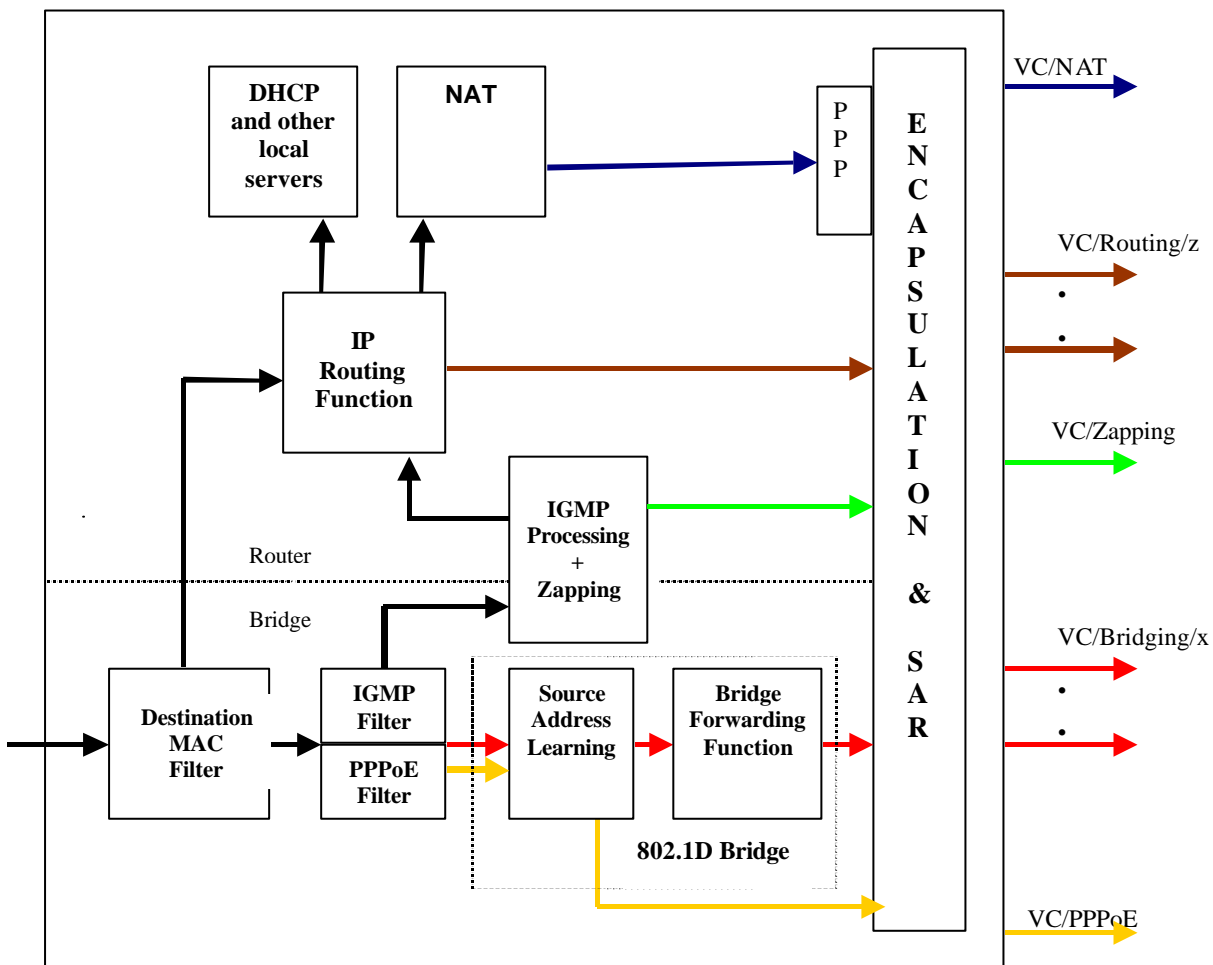 VC/NAT
DHCP
and other
local
servers
NAT
P
P
P
E
N
C
A
P
S
U
L
A
T
I
O
N
&
S
A
R
VC/Routing/z
•
•
IP
Routing
Function
VC/Zapping
IGMP
Processing
+
Zapping
.
Router
Bridge
VC/Bridging/x
•
•
Destination
MAC
Filter
IGMP
Filter
PPPoE
Filter
Source
Address
Learning
Bridge
Forwarding
Function
802.1D Bridge
VC/PPPoE